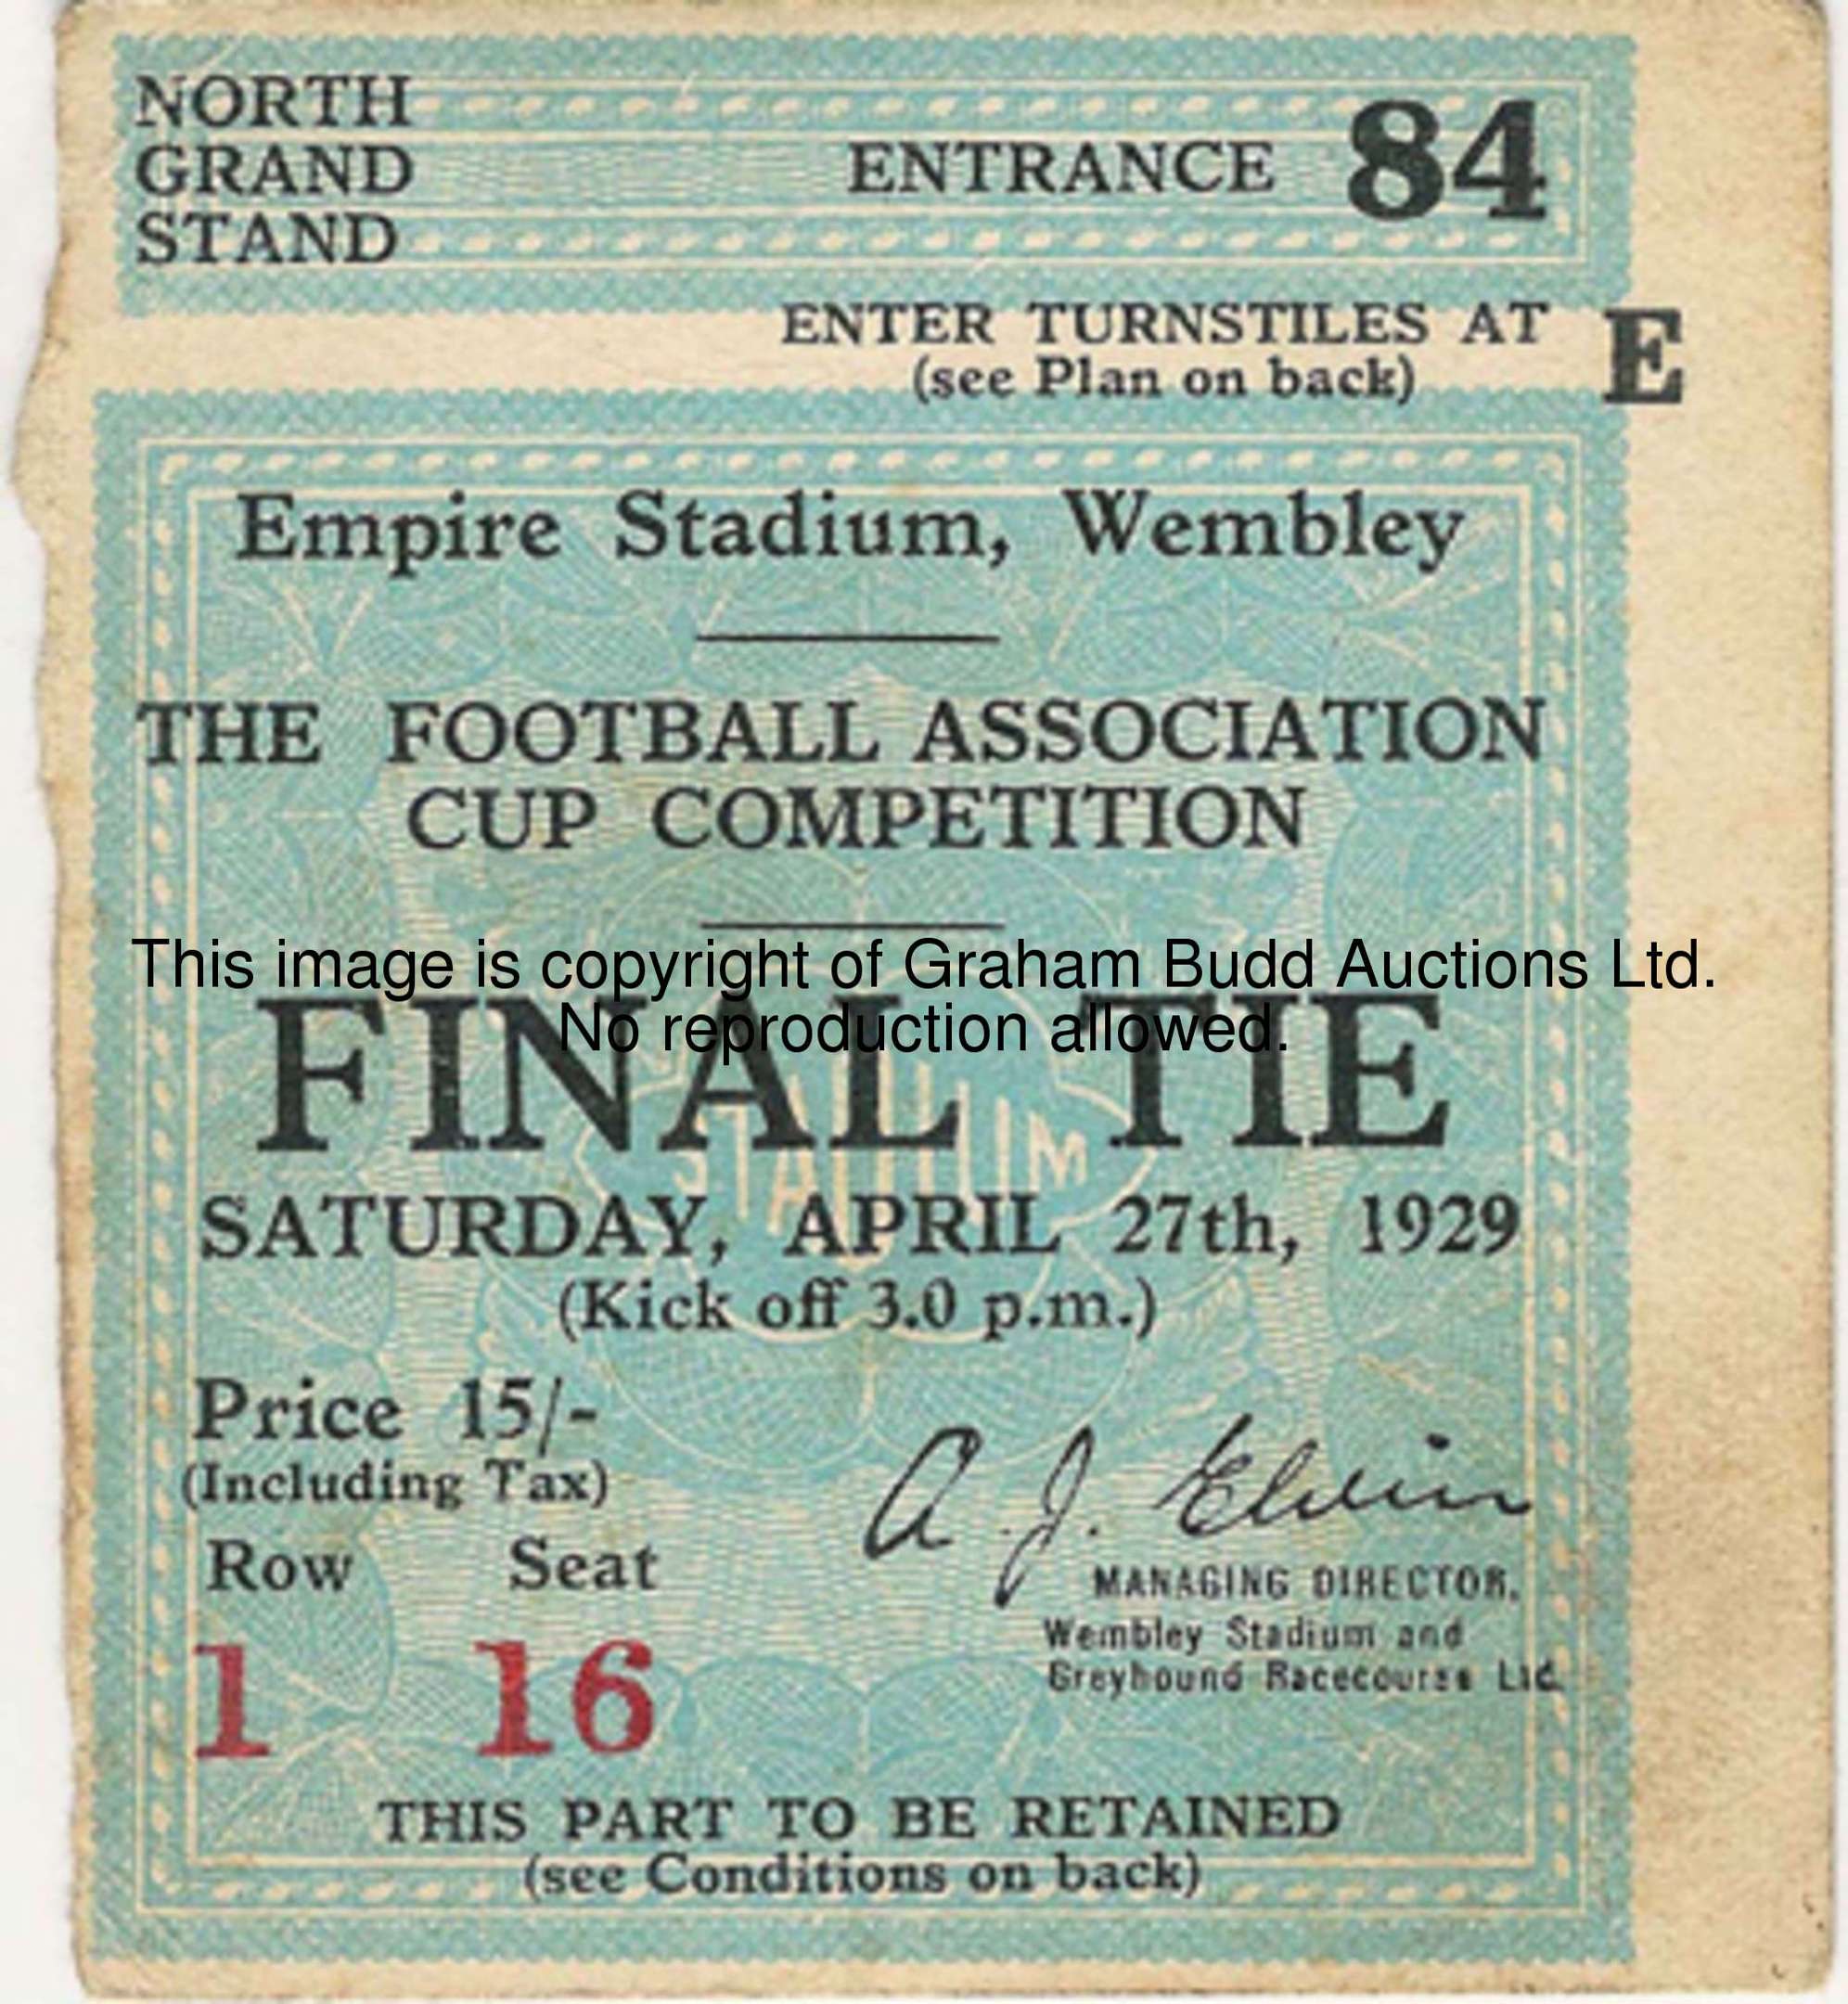 NORTH
GRAND
STAND
ENTRANCE 84
ENTER TURNSTILES AT E
(see Plan on back)
Empire Stadium, Wembley
THE FOOTBALL ASSOCIATION
CUP COMPETITION
This image is copyright of Graham Budd Auctions Ltd.
No reproduction allowed.
FINAL TIE
STADIUM
SATURDAY, APRIL 27th, 1929
(Kick off 3.0 p.m.)
Price 15/-
(Including Tax)
A. J. Elvin
MANAGING DIRECTOR.
Wembley Stadium and
Greyhound Racecourse Ltd.
Row Seat
1 16
THIS PART TO BE RETAINED
(see Conditions on back)